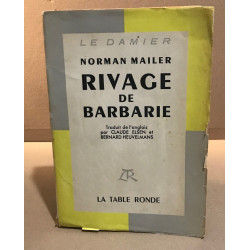 LE DAMIER
NORMAN MAILER
RIVAGE
DE
BARBARIE
Traduit de l'anglais
par CLAUDE ELSEN et
BERNARD HEUVELMANS
LA TABLE RONDE